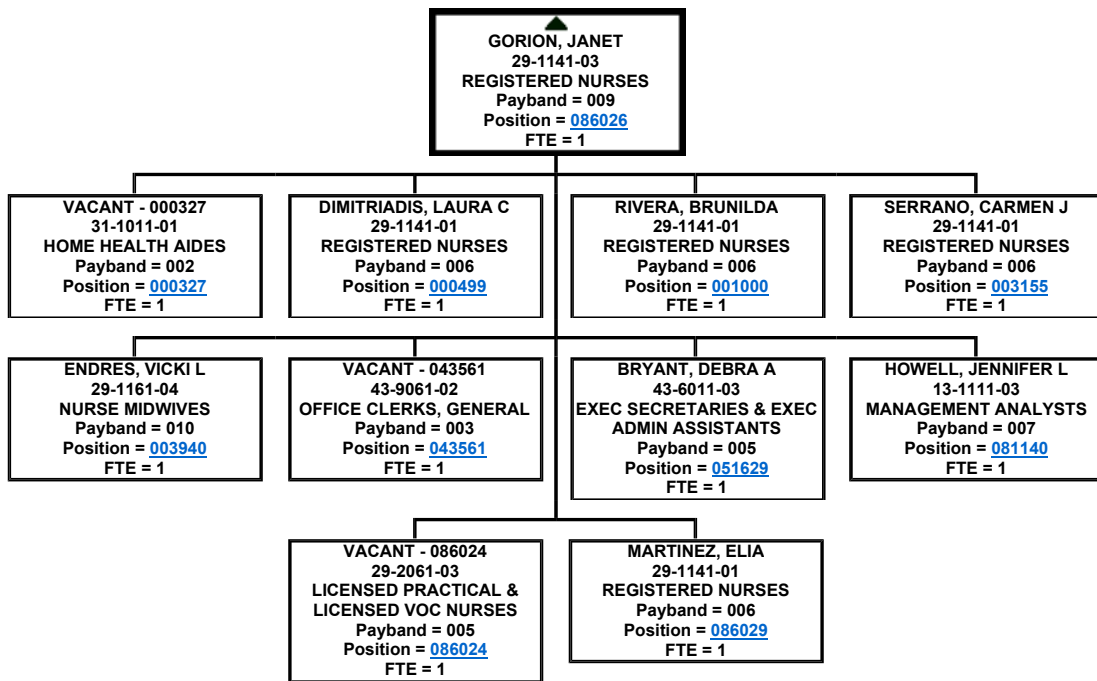 GORION, JANET
29-1141-03
REGISTERED NURSES
Payband = 009
Position = 086026
FTE = 1
VACANT - 000327
31-1011-01
HOME HEALTH AIDES
Payband = 002
Position = 000327
FTE = 1
DIMITRIADIS, LAURA C
29-1141-01
REGISTERED NURSES
Payband = 006
Position = 000499
FTE = 1
RIVERA, BRUNILDA
29-1141-01
REGISTERED NURSES
Payband = 006
Position = 001000
FTE = 1
SERRANO, CARMEN J
29-1141-01
REGISTERED NURSES
Payband = 006
Position = 003155
FTE = 1
ENDRES, VICKI L
29-1161-04
NURSE MIDWIVES
Payband = 010
Position = 003940
FTE = 1
VACANT - 043561
43-9061-02
OFFICE CLERKS, GENERAL
Payband = 003
Position = 043561
FTE = 1
BRYANT, DEBRA A
43-6011-03
EXEC SECRETARIES & EXEC
ADMIN ASSISTANTS
Payband = 005
Position = 051629
FTE = 1
HOWELL, JENNIFER L
13-1111-03
MANAGEMENT ANALYSTS
Payband = 007
Position = 081140
FTE = 1
VACANT - 086024
29-2061-03
LICENSED PRACTICAL &
LICENSED VOC NURSES
Payband = 005
Position = 086024
FTE = 1
MARTINEZ, ELIA
29-1141-01
REGISTERED NURSES
Payband = 006
Position = 086029
FTE = 1